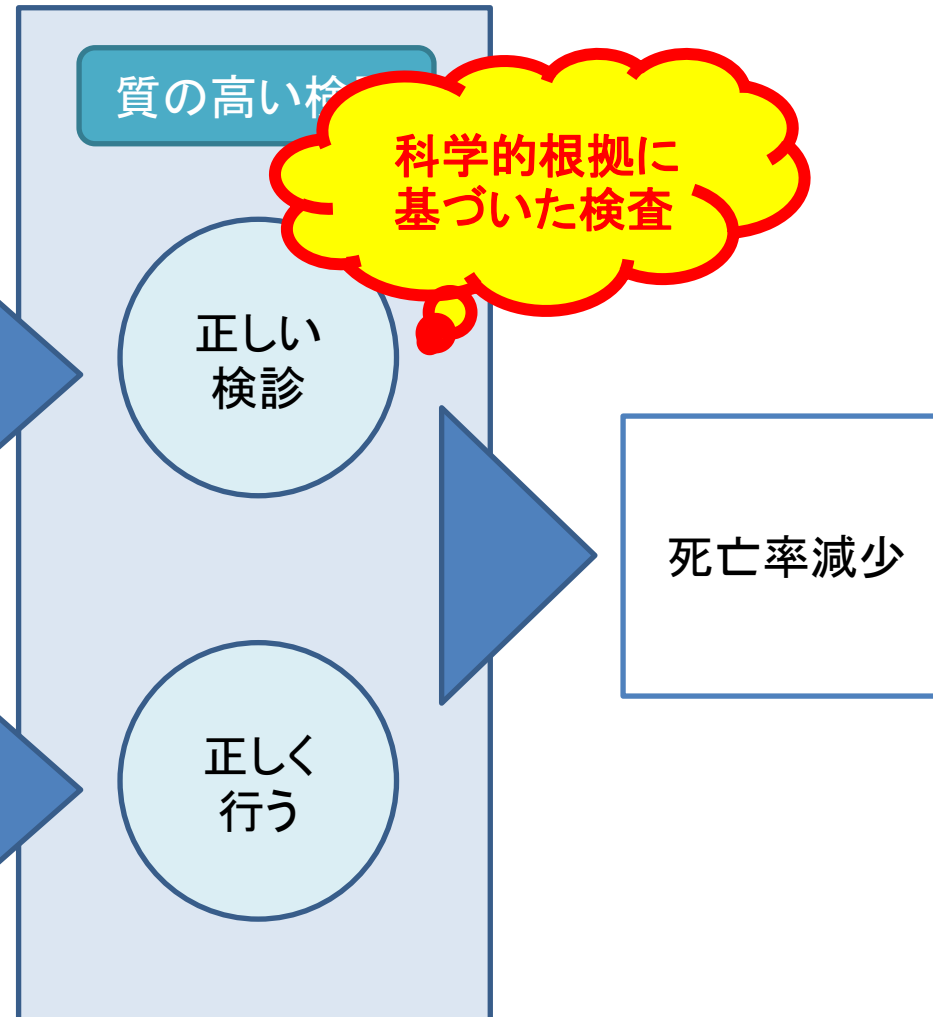 質の高い検
科学的根拠に
基づいた検査
正しい
検診
死亡率減少
正しく
行う